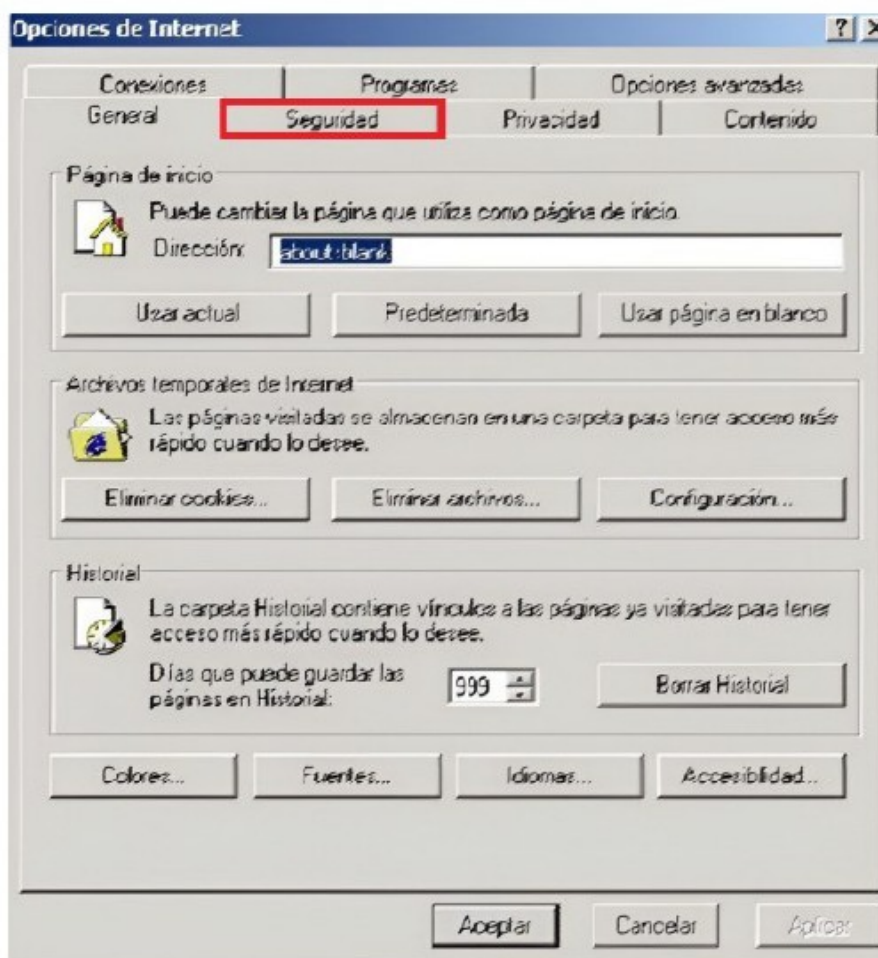 Opciones de Internet
Conexiones Programas Opciones avanzadas
General Seguridad Privacidad Contenido
Página de inicio
Puede cambiar la página que utiliza como página de inicio.
Dirección: about:blank
Usar actual Predeterminada Usar página en blanco
Archivos temporales de Internet
Las páginas visitadas se almacenan en una carpeta para tener acceso más
rápido cuando lo desee.
Eliminar cookies... Eliminar archivos... Configuración...
Historial
La carpeta Historial contiene vínculos a las páginas ya visitadas para tener
acceso más rápido cuando lo desee.
Días que puede guardar las
páginas en Historial: 999 Borrar Historial
Colores... Fuentes... Idiomas... Accesibilidad...
Aceptar Cancelar Aplicar